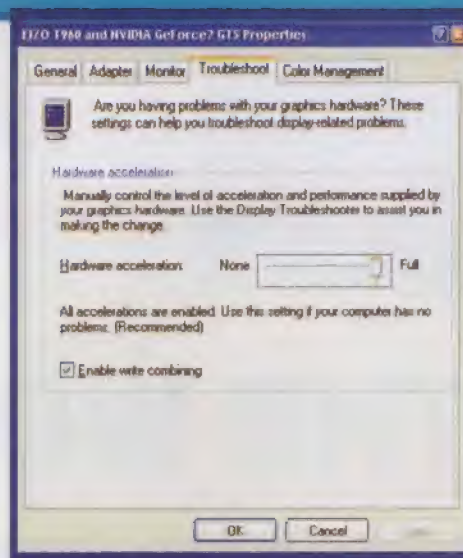 EIZO T960 and NVIDIA GeForce2 GTS Properties
General Adapter Monitor Troubleshoot Color Management
Are you having problems with your graphics hardware? These
settings can help you troubleshoot display-related problems.
Hardware acceleration
Manually control the level of acceleration and performance supplied by
your graphics hardware. Use the Display Troubleshooter to assist you in
making the change.
Hardware acceleration: None Full
All accelerations are enabled. Use this setting if your computer has no
problems. (Recommended)
Enable write combining
OK Cancel